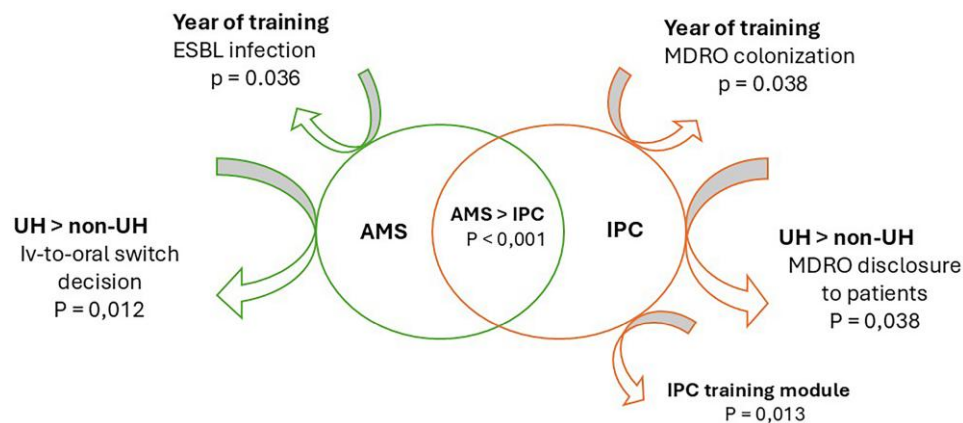 Year of training
ESBL infection
p = 0.036
Year of training
MDRO colonization
p = 0.038
UH > non-UH
Iv-to-oral switch
decision
P = 0,012
AMS
AMS > IPC
P < 0,001
IPC
UH > non-UH
MDRO disclosure
to patients
P = 0,038
IPC training module
P = 0,013